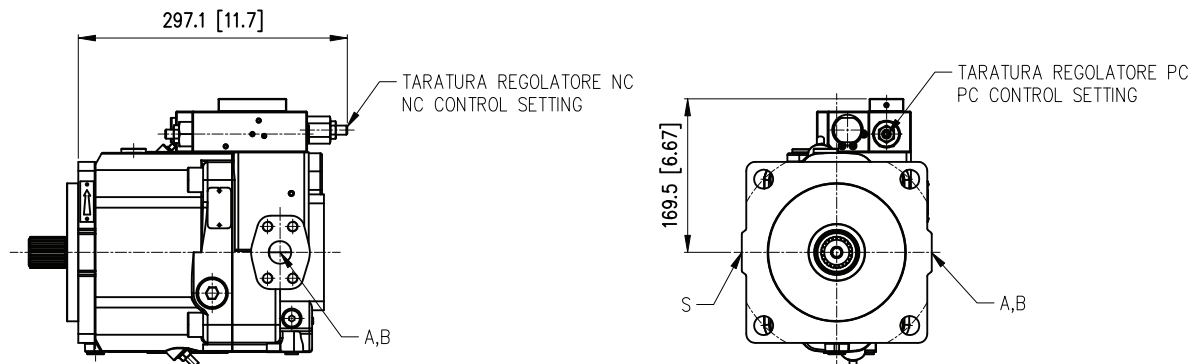 297.1 [11.7]
TARATURA REGOLATORE NC
NC CONTROL SETTING
A,B
TARATURA REGOLATORE PC
PC CONTROL SETTING
169.5 [6.67]
S
A,B